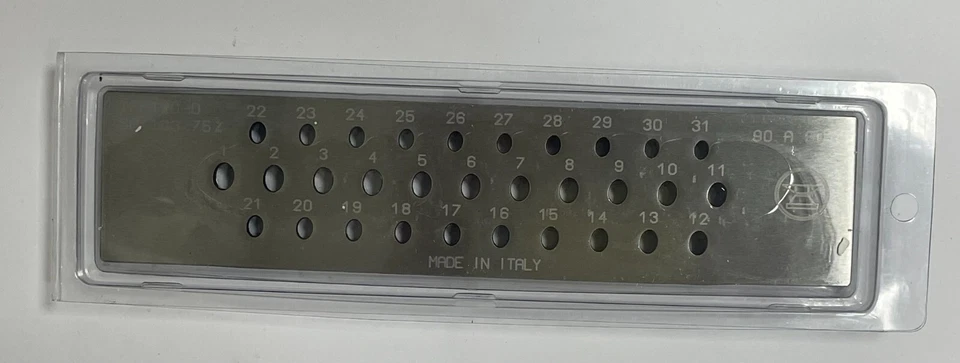 22 23 24 25 26 27 28 29 30 31
1 2 3 4 5 6 7 8 9 10 11
21 20 19 18 17 16 15 14 13 12
MADE IN ITALY